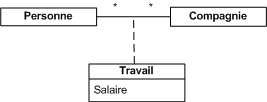 Personne
*
*
Compagnie
Travail
Salaire